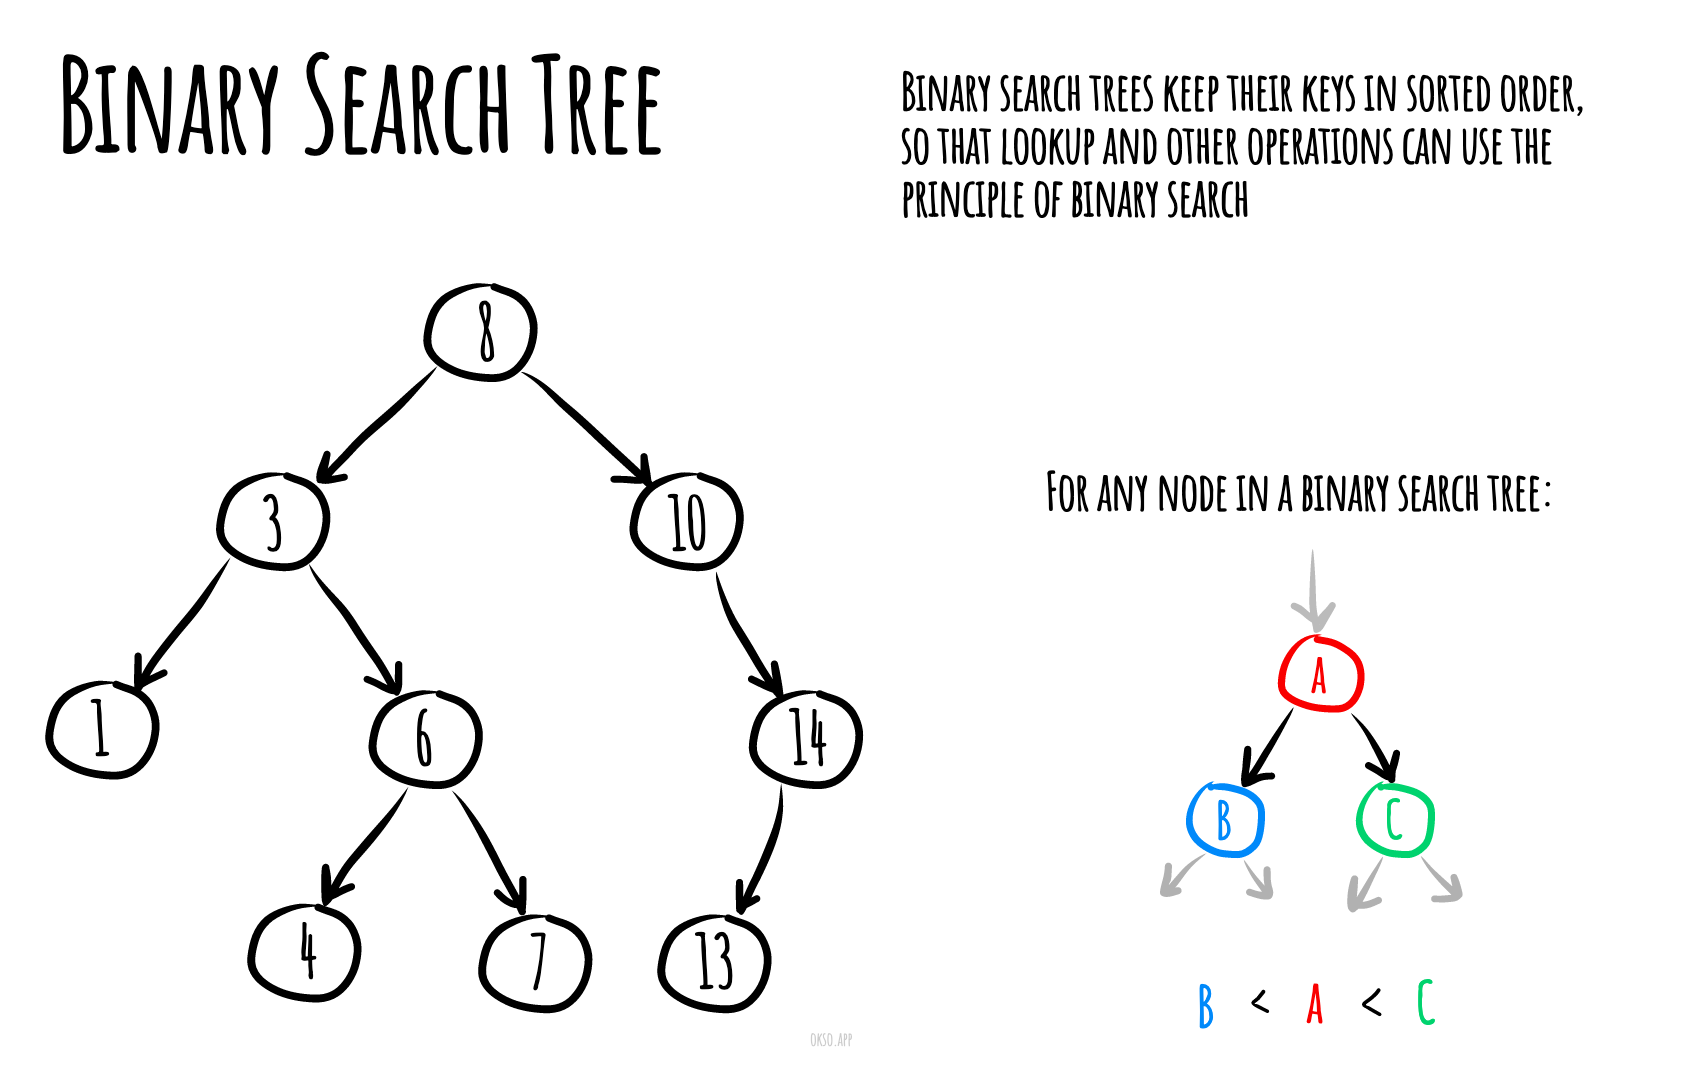 Binary Search Tree
Binary search trees keep their keys in sorted order,
so that lookup and other operations can use the
principle of binary search
8
3
10
1
6
14
4
7
13
For any node in a binary search tree:
A
B
C
B < A < C
okso.app